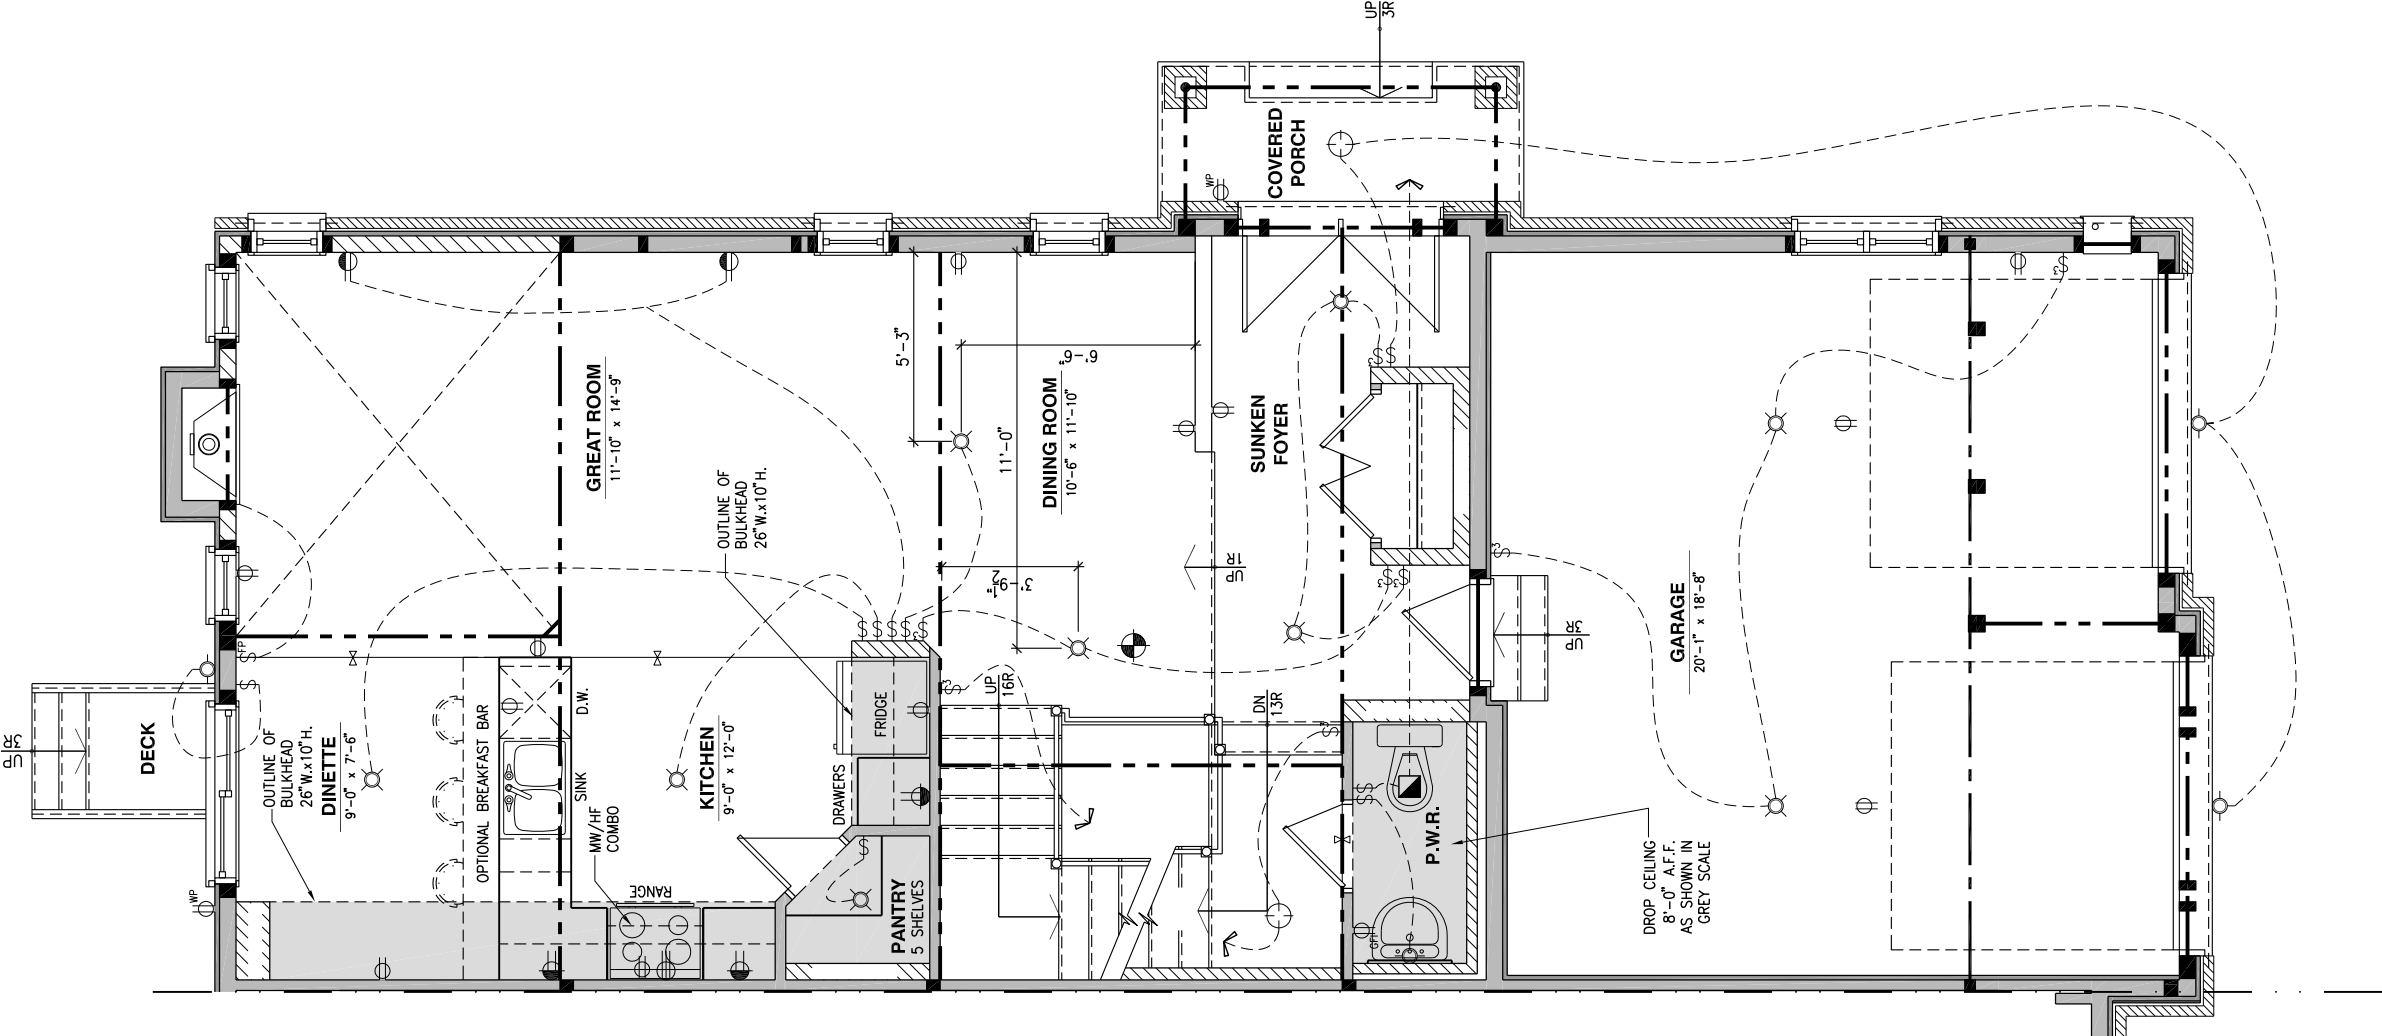 UP
3R
COVERED
PORCH
WP
5'-3"
6'-6"
11'-0"
GREAT ROOM
11'-10" x 14'-9"
DINING ROOM
10'-6" x 11'-10"
SUNKEN
FOYER
OUTLINE OF
BULKHEAD
26"W.x10"H.
3'-9½"
UP
1R
UP
3R
GARAGE
20'-1" x 18'-8"
FP
UP
3R
DECK
OUTLINE OF
BULKHEAD
26"W.x10"H.
DINETTE
9'-0" x 7'-6"
OPTIONAL BREAKFAST BAR
D.W.
SINK
MW/HF
COMBO
KITCHEN
9'-0" x 12'-0"
RANGE
DRAWERS
FRIDGE
PANTRY
5 SHELVES
UP
16R
DN
13R
P.W.R.
GFI
DROP CEILING
8'-0" A.F.F.
AS SHOWN IN
GREY SCALE
WP